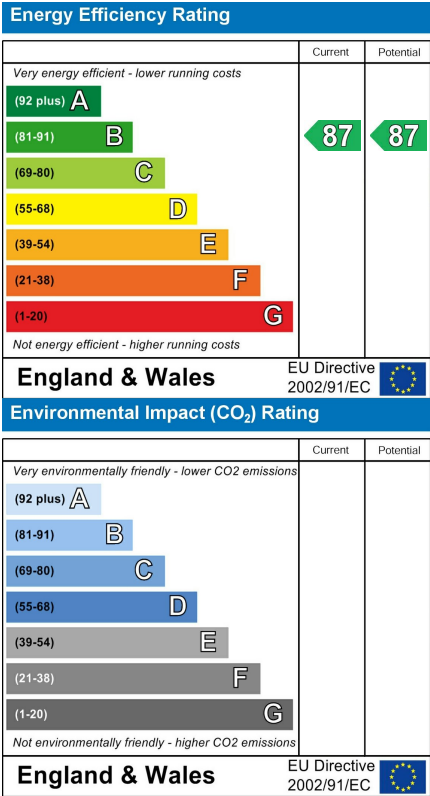 Energy Efficiency Rating
Current Potential
Very energy efficient - lower running costs
(92 plus) A
(81-91) B 87 87
(69-80) C
(55-68) D
(39-54) E
(21-38) F
(1-20) G
Not energy efficient - higher running costs
England & Wales
EU Directive
2002/91/EC
Environmental Impact (CO₂) Rating
Current Potential
Very environmentally friendly - lower CO2 emissions
(92 plus) A
(81-91) B
(69-80) C
(55-68) D
(39-54) E
(21-38) F
(1-20) G
Not environmentally friendly - higher CO2 emissions
England & Wales
EU Directive
2002/91/EC